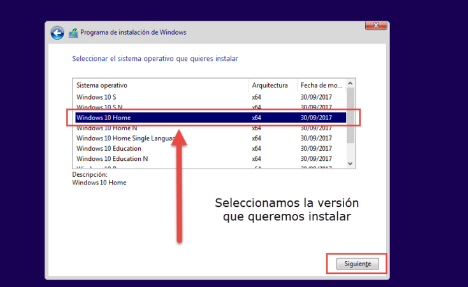 Programa de instalación de Windows
Seleccionar el sistema operativo que quieres instalar
Sistema operativo Arquitectura Fecha de mo...
Windows 10 S x64 30/09/2017
Windows 10 S N x64 30/09/2017
Windows 10 Home x64 30/09/2017
Windows 10 Home N x64 30/09/2017
Windows 10 Home Single Language x64 30/09/2017
Windows 10 Education x64 30/09/2017
Windows 10 Education N x64 30/09/2017
Windows 10
Descripción:
Windows 10 Home
Seleccionamos la versión
que queremos instalar
Siguiente